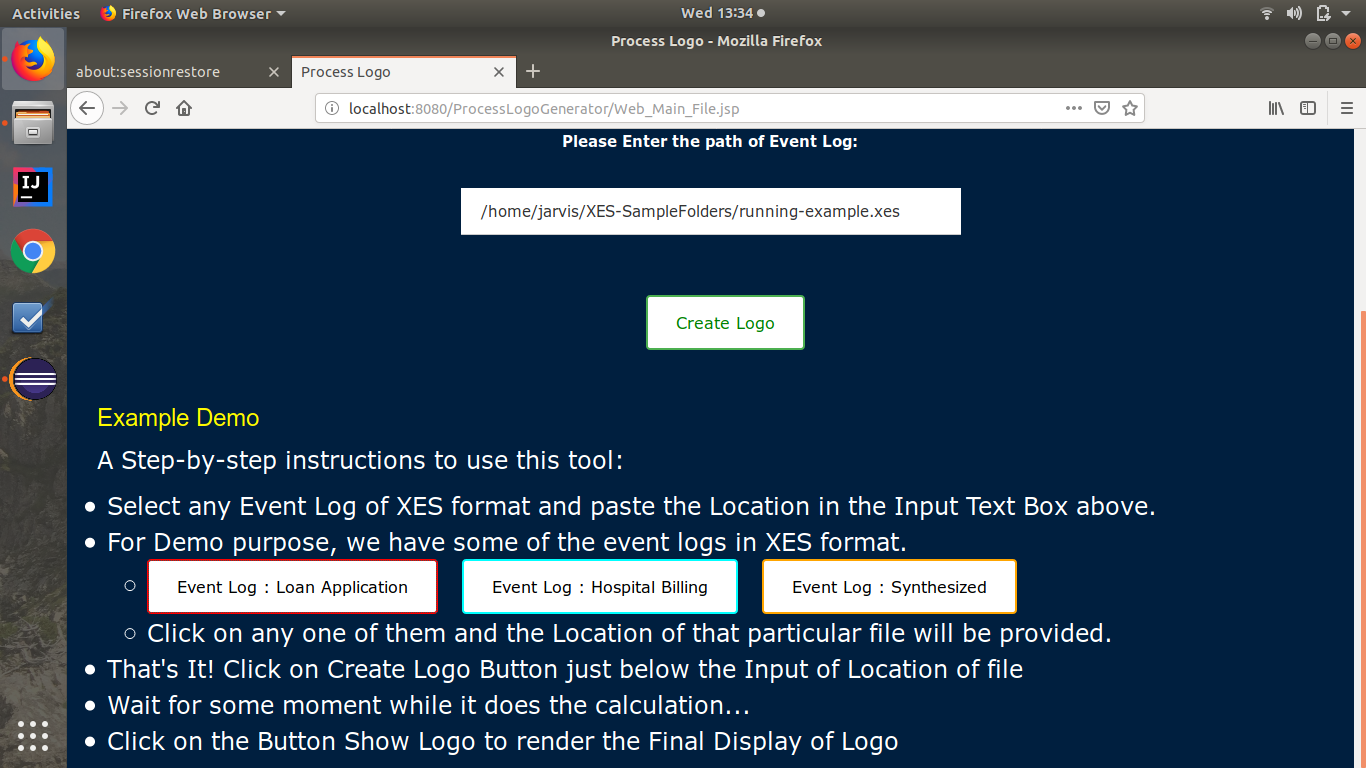 Activities Firefox Web Browser Wed 13:34
Process Logo - Mozilla Firefox
about:sessionrestore Process Logo
localhost:8080/ProcessLogoGenerator/Web_Main_File.jsp
Please Enter the path of Event Log:
/home/jarvis/XES-SampleFolders/running-example.xes
Create Logo
Example Demo
A Step-by-step instructions to use this tool:
Select any Event Log of XES format and paste the Location in the Input Text Box above.
For Demo purpose, we have some of the event logs in XES format.
Event Log : Loan Application Event Log : Hospital Billing Event Log : Synthesized
Click on any one of them and the Location of that particular file will be provided.
That's It! Click on Create Logo Button just below the Input of Location of file
Wait for some moment while it does the calculation...
Click on the Button Show Logo to render the Final Display of Logo
IJ